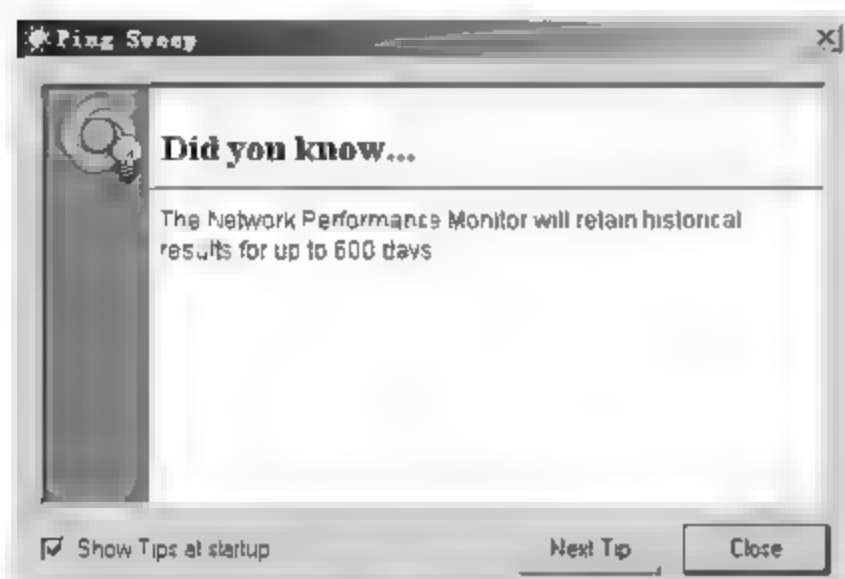 Ping Sweep
Did you know...
The Network Performance Monitor will retain historical
results for up to 600 days
Show Tips at startup
Next Tip
Close